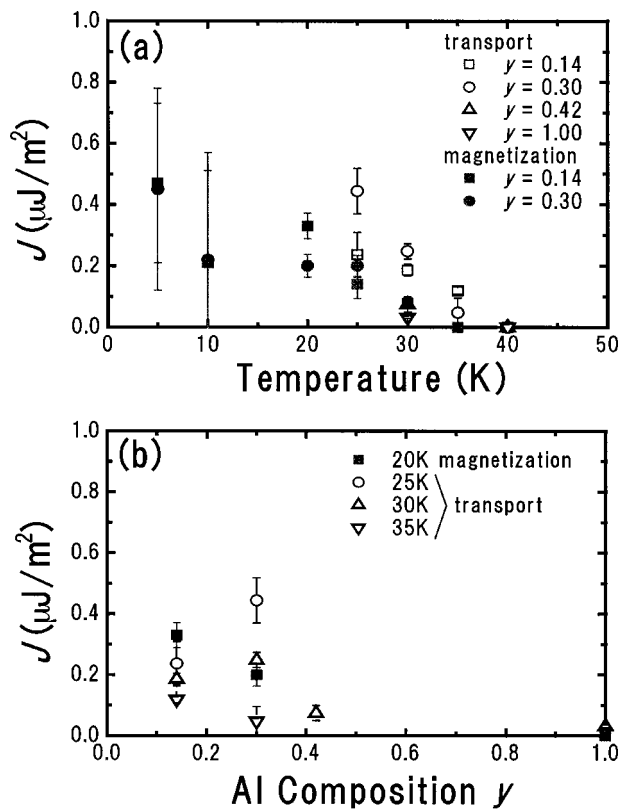 (a)
transport
y = 0.14
y = 0.30
y = 0.42
y = 1.00
magnetization
y = 0.14
y = 0.30
J (μJ/m²)
1.0
0.8
0.6
0.4
0.2
0.0
0 10 20 30 40 50
Temperature (K)
(b)
20K magnetization
25K
30K transport
35K
J (μJ/m²)
1.0
0.8
0.6
0.4
0.2
0.0
0.0 0.2 0.4 0.6 0.8 1.0
Al Composition y